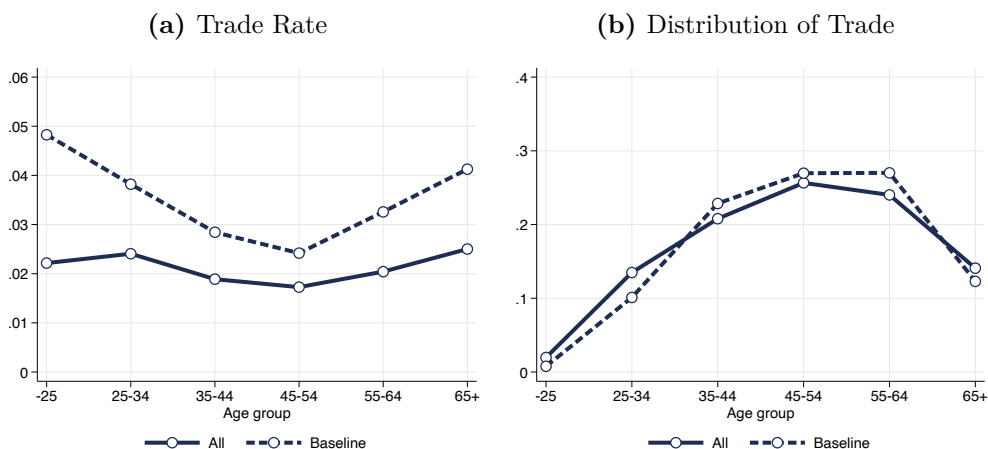 (a) Trade Rate
.06
.05
.04
.03
.02
.01
0
-25 25-34 35-44 45-54 55-64 65+
Age group
All Baseline
(b) Distribution of Trade
.4
.3
.2
.1
0
-25 25-34 35-44 45-54 55-64 65+
Age group
All Baseline